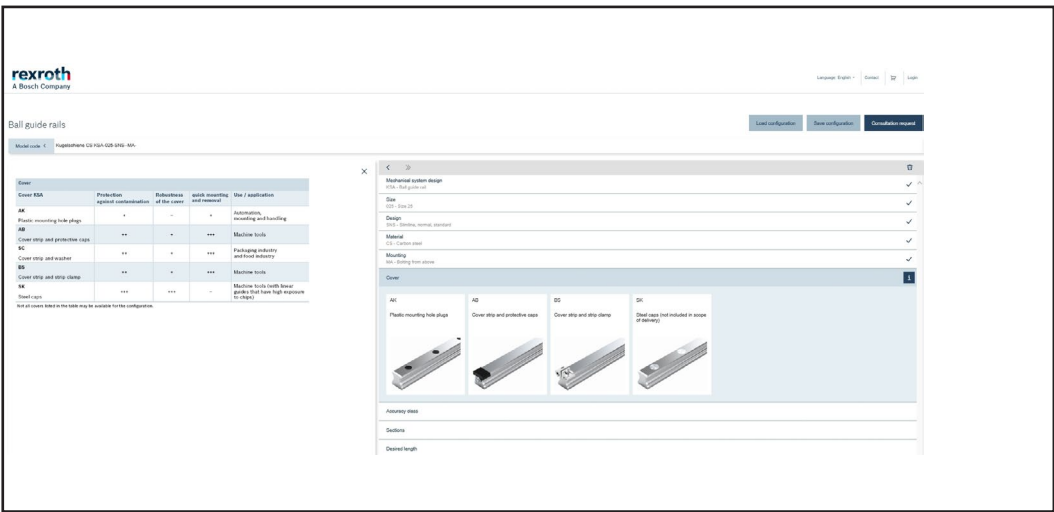 rexroth
A Bosch Company
Language: English
Contact
Login
Ball guide rails
Load configuration
Save configuration
Consultation request
Model code
Kugelschiene CS KSA-025-SNS- -MA-
Cover
Cover KSA
Protection against contamination
Robustness of the cover
quick mounting and removal
Use / application
AK
Plastic mounting hole plugs
+
–
+
Automation,
mounting and handling
AB
Cover strip and protective caps
++
+
+++
Machine tools
SC
Cover strip and washer
++
+
+++
Packaging industry
and food industry
BS
Cover strip and strip clamp
++
+
+++
Machine tools
SK
Steel caps
+++
+++
–
Machine tools (with linear
guides that have high exposure
to chips)
Not all covers listed in the table may be available for the configuration.
Mechanical system design
KSA - Ball guide rail
Size
025 - Size 25
Design
SNS - Slimline, normal, standard
Material
CS - Carbon steel
Mounting
MA - Bolting from above
Cover
AK
Plastic mounting hole plugs
AB
Cover strip and protective caps
BS
Cover strip and strip clamp
SK
Steel caps (not included in scope
of delivery)
Accuracy class
Sections
Desired length